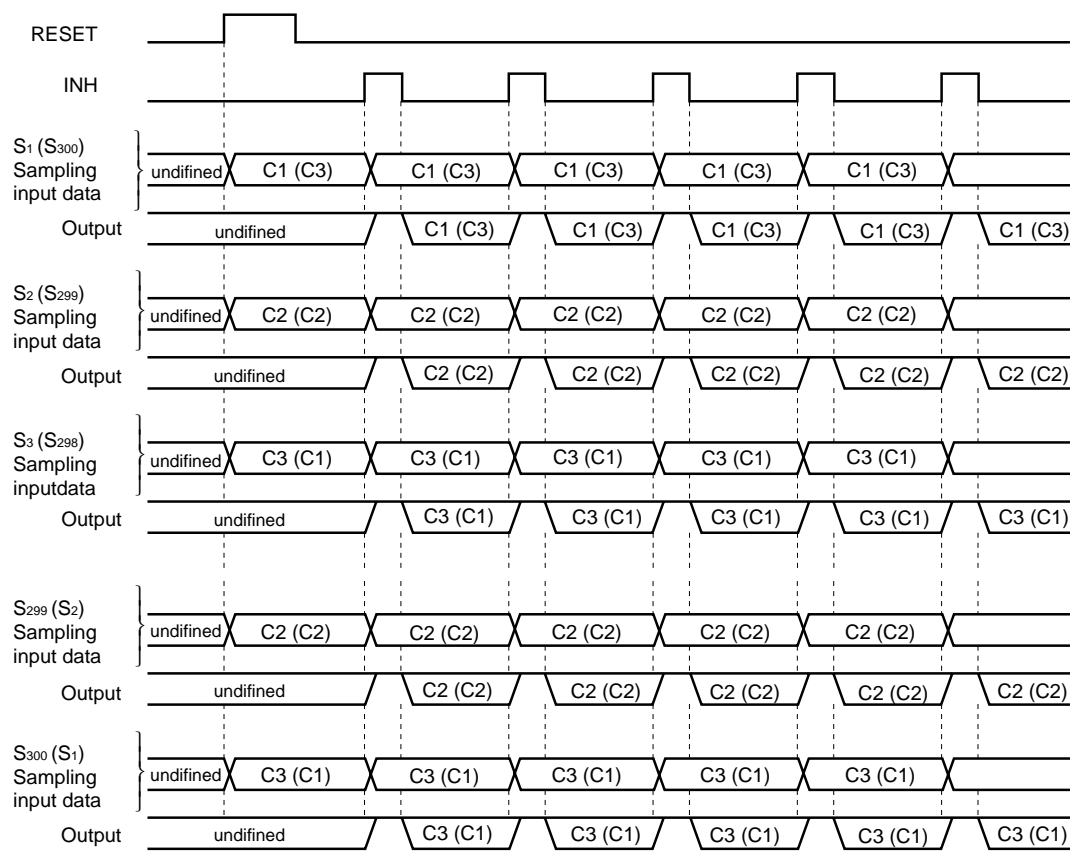 RESET
INH
S1 (S300)
Sampling
input data
undifined C1 (C3) C1 (C3) C1 (C3) C1 (C3) C1 (C3)
Output undifined C1 (C3) C1 (C3) C1 (C3) C1 (C3) C1 (C3)
S2 (S299)
Sampling
input data
undifined C2 (C2) C2 (C2) C2 (C2) C2 (C2) C2 (C2)
Output undifined C2 (C2) C2 (C2) C2 (C2) C2 (C2) C2 (C2)
S3 (S298)
Sampling
inputdata
undifined C3 (C1) C3 (C1) C3 (C1) C3 (C1) C3 (C1)
Output undifined C3 (C1) C3 (C1) C3 (C1) C3 (C1) C3 (C1)
S299 (S2)
Sampling
input data
undifined C2 (C2) C2 (C2) C2 (C2) C2 (C2) C2 (C2)
Output undifined C2 (C2) C2 (C2) C2 (C2) C2 (C2) C2 (C2)
S300 (S1)
Sampling
input data
undifined C3 (C1) C3 (C1) C3 (C1) C3 (C1) C3 (C1)
Output undifined C3 (C1) C3 (C1) C3 (C1) C3 (C1) C3 (C1)